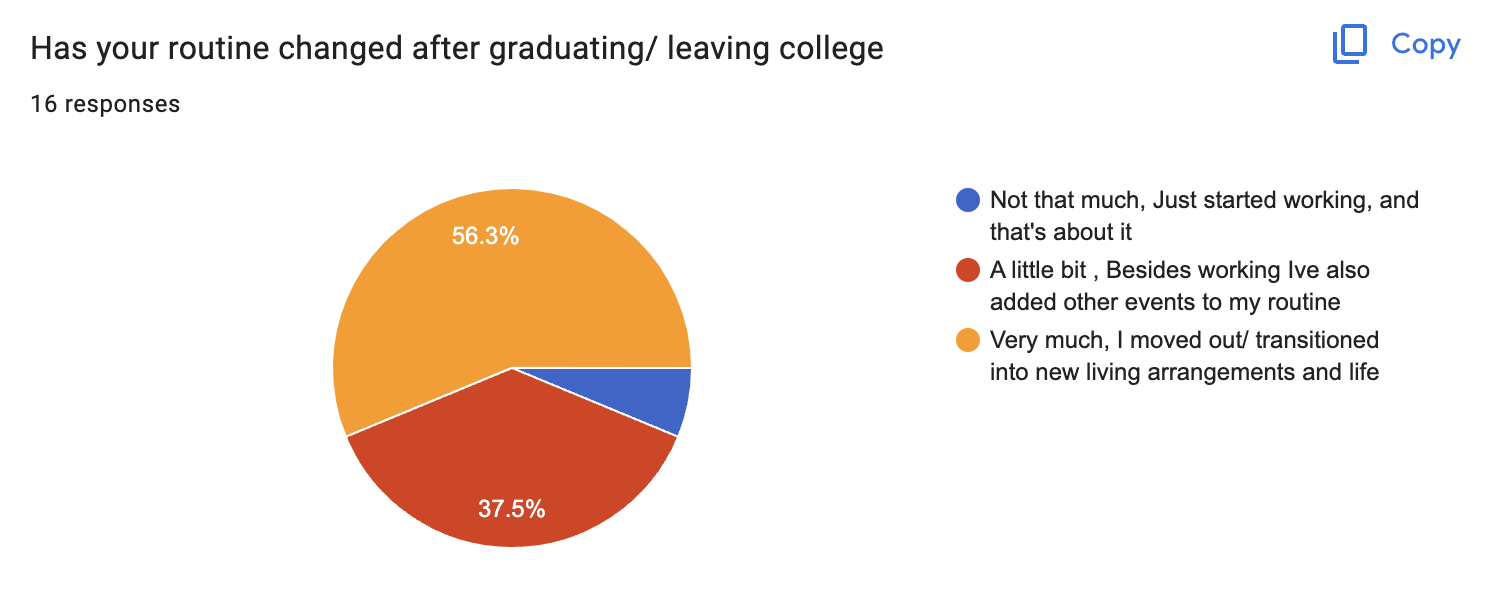 Has your routine changed after graduating/ leaving college
Copy
16 responses
56.3%
37.5%
Not that much, Just started working, and
that's about it
A little bit , Besides working Ive also
added other events to my routine
Very much, I moved out/ transitioned
into new living arrangements and life